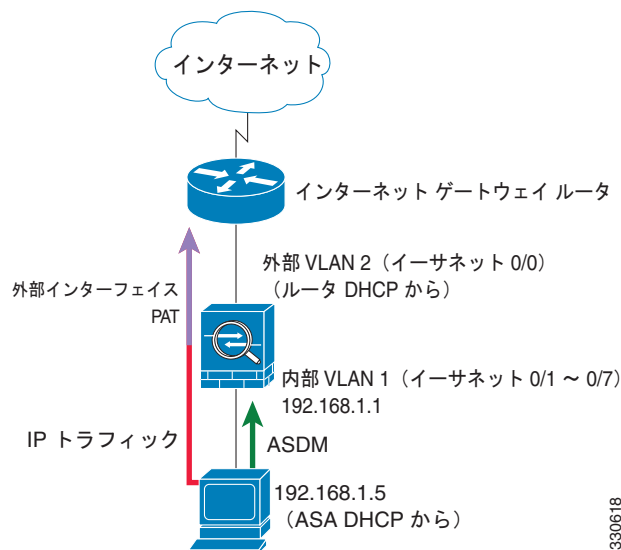 インターネット
インターネット ゲートウェイ ルータ
外部 VLAN 2（イーサネット 0/0）
（ルータ DHCP から）
外部インターフェイス
PAT
内部 VLAN 1（イーサネット 0/1 ～ 0/7）
192.168.1.1
IP トラフィック
ASDM
192.168.1.5
（ASA DHCP から）
330618